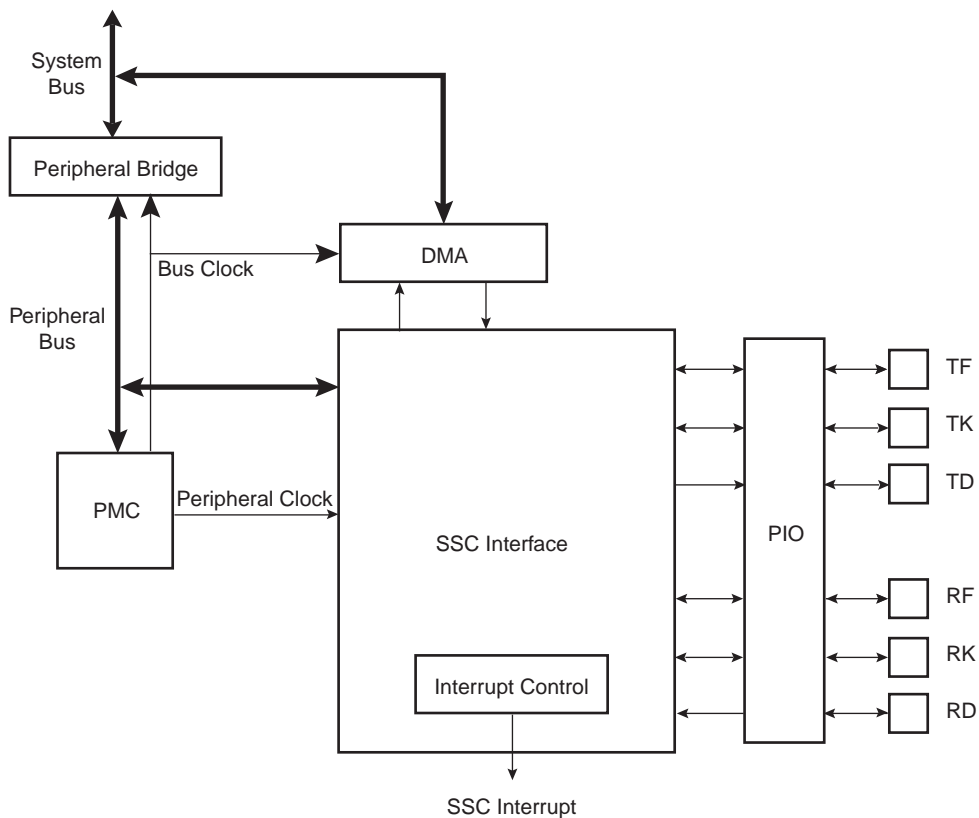 System
Bus
Peripheral Bridge
Bus Clock
DMA
Peripheral
Bus
PMC
Peripheral Clock
SSC Interface
Interrupt Control
SSC Interrupt
PIO
TF
TK
TD
RF
RK
RD